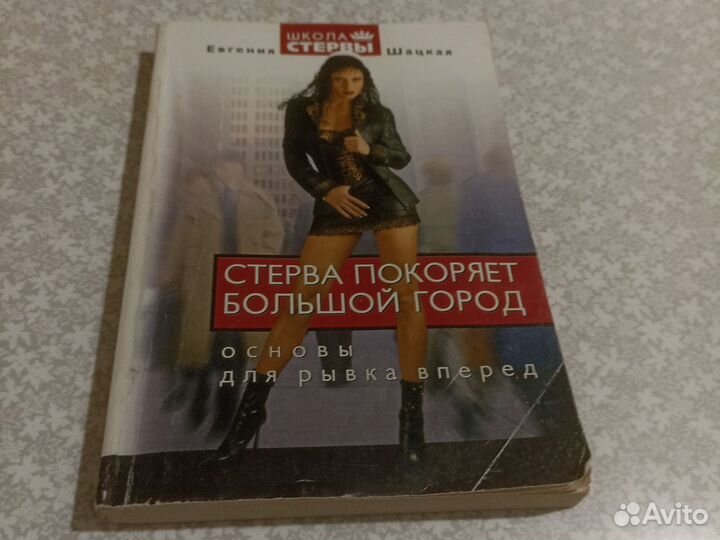 ШКОЛА
СТЕРВЫ
Евгения Шацкая
СТЕРВА ПОКОРЯЕТ
БОЛЬШОЙ ГОРОД
основы
для рывка вперед
Avito